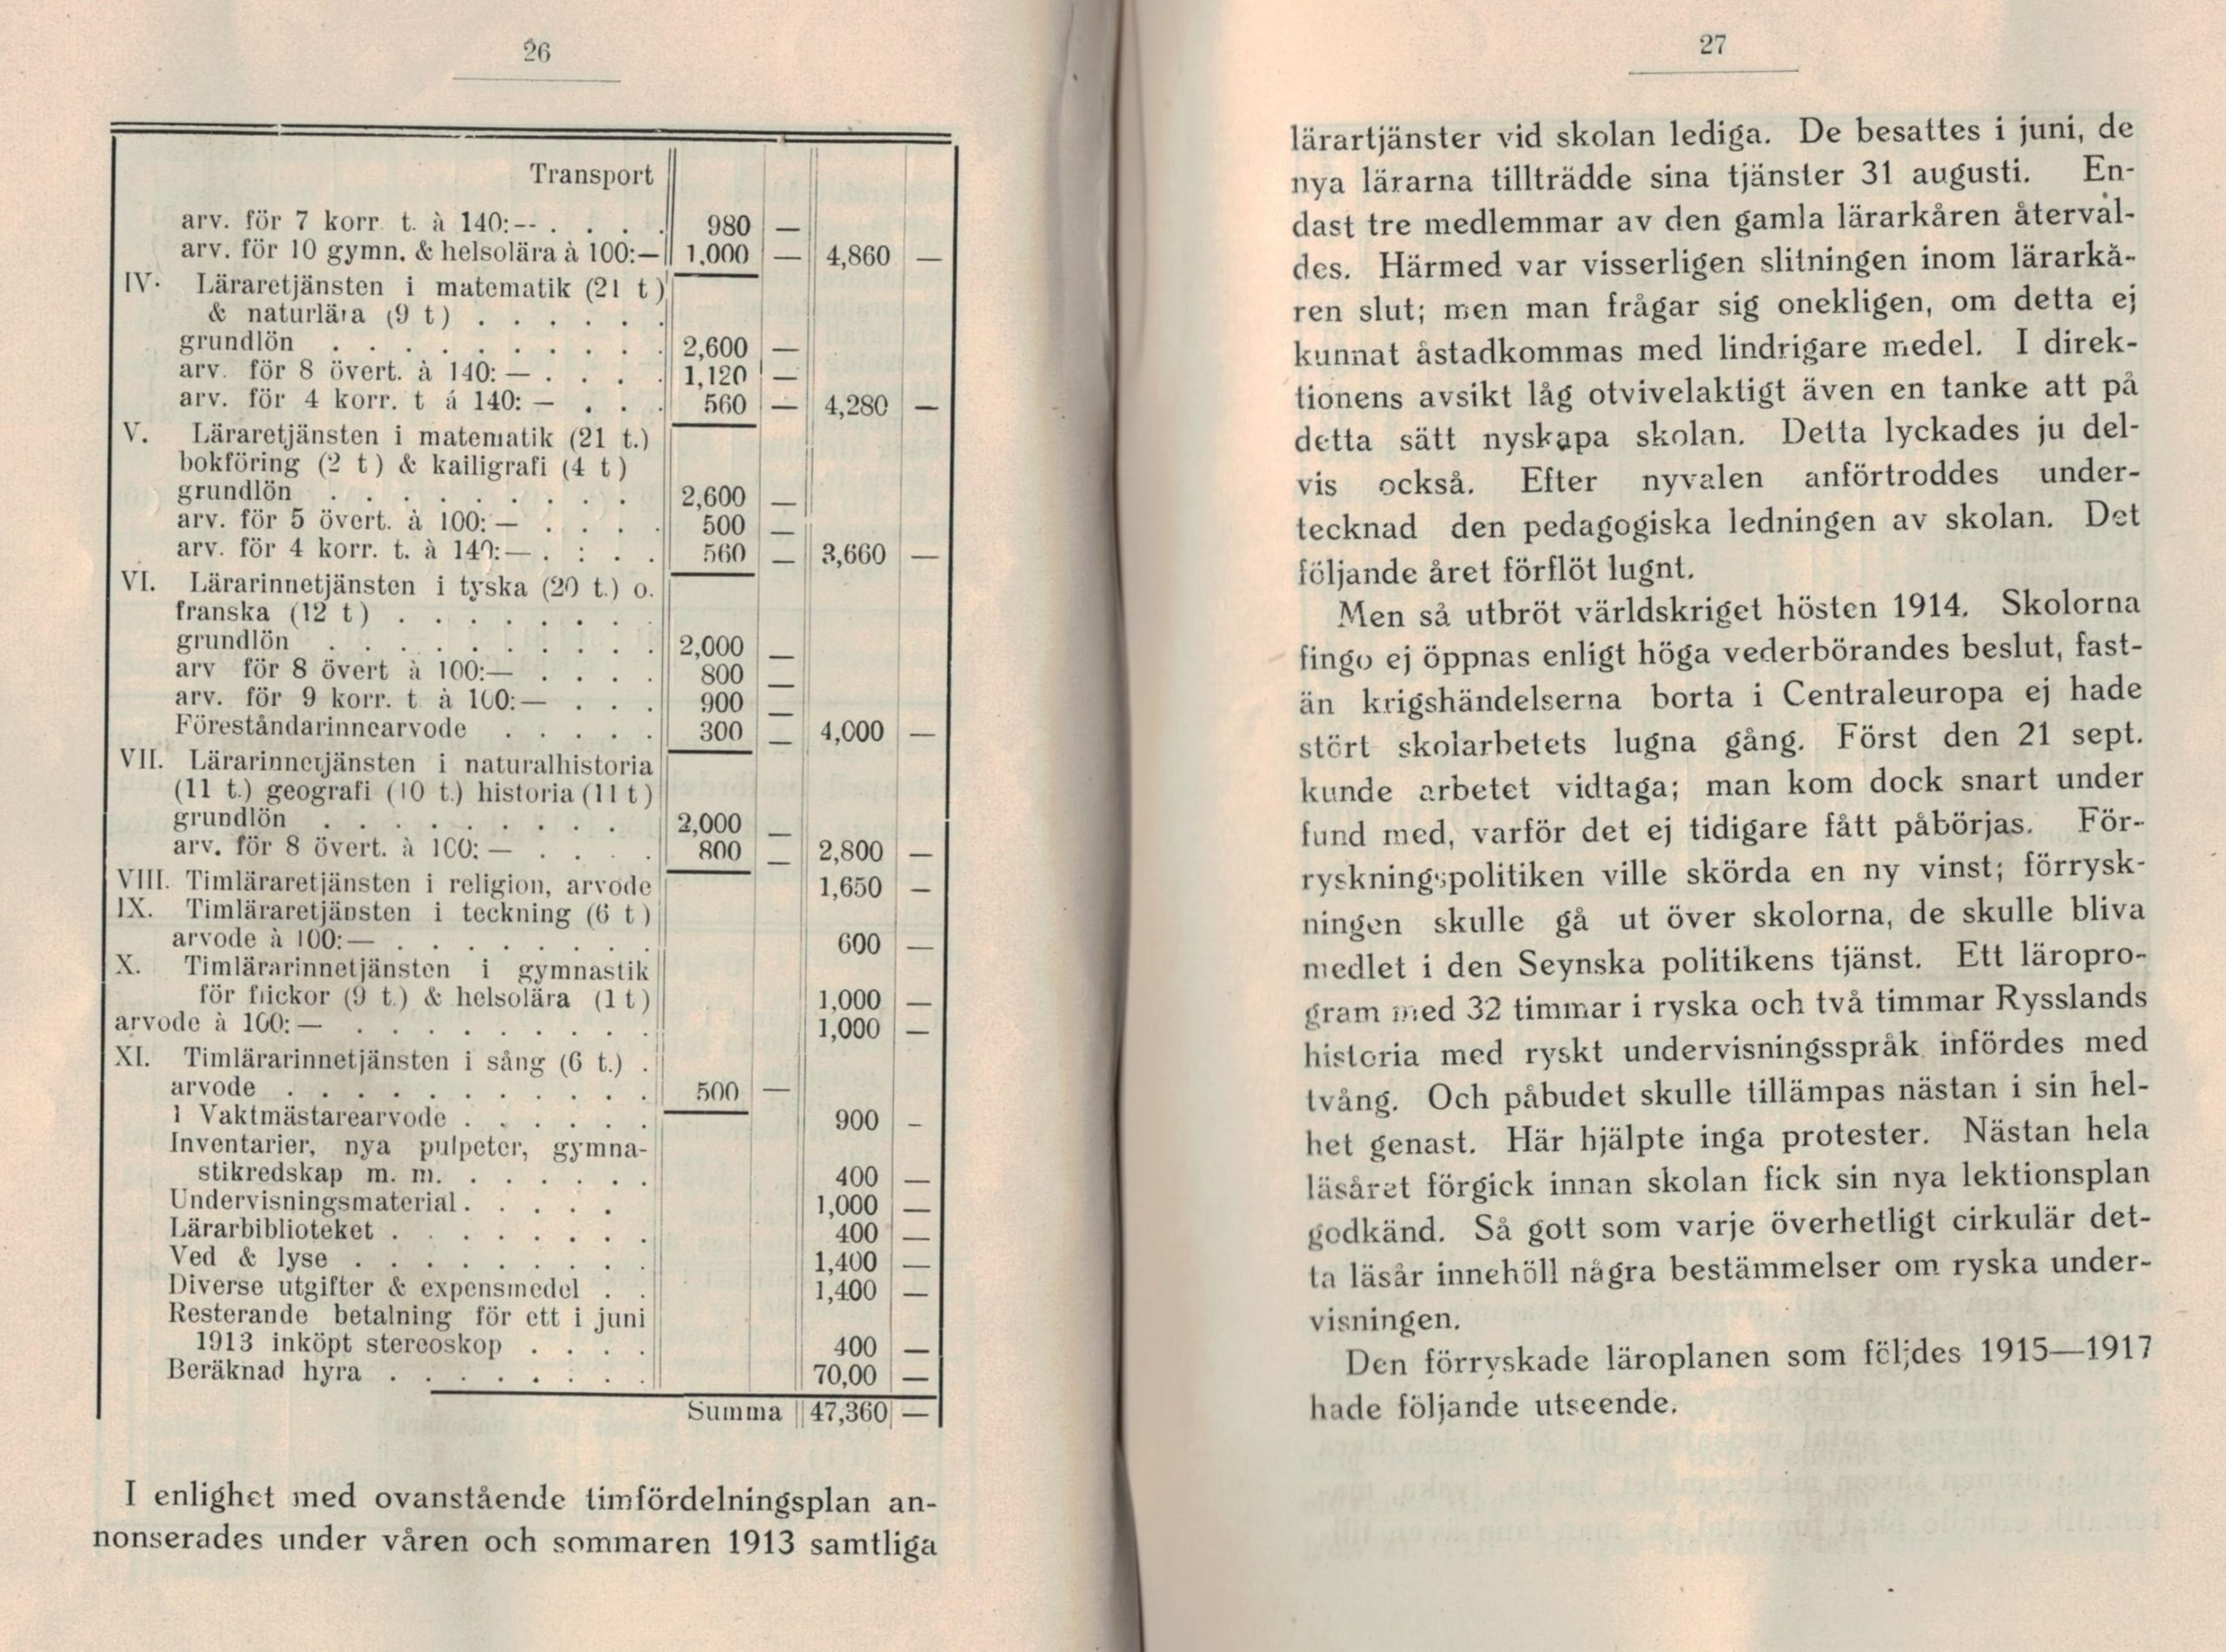 26
Transport
arv. för 7 korr. t. à 140:-- . . . . 980 —
arv. för 10 gymn. & helsolära à 100:— 1,000 — 4,860 —
IV. Läraretjänsten i matematik (21 t)
& naturlära (9 t) . . . . . .
grundlön . . . . . . . . . . 2,600 —
arv. för 8 övert. à 140: — . . . . 1,120 —
arv. för 4 korr. t á 140: — . . . 560 — 4,280 —
V. Läraretjänsten i matematik (21 t.)
bokföring (2 t) & kailigrafi (4 t)
grundlön . . . . . . . . . 2,600 —
arv. för 5 övert. à 100: — . . . . 500 —
arv. för 4 korr. t. à 140:— . : . . 560 — 3,660 —
VI. Lärarinnetjänsten i tyska (20 t.) o.
franska (12 t) . . . . . . .
grundlön . . . . . . . . . . 2,000 —
arv för 8 övert à 100:— . . . . 800 —
arv. för 9 korr. t. à 100:— . . . 900 —
Föreståndarinnearvode . . . . . 300 — 4,000 —
VII. Lärarinnetjänsten i naturalhistoria
(11 t.) geografi (10 t.) historia (11 t)
grundlön . . . . . . . . . 2,000 —
arv. för 8 övert. à 100: — . . . . 800 — 2,800 —
VIII. Timläraretjänsten i religion, arvode 1,650 —
IX. Timläraretjänsten i teckning (6 t)
arvode à 100:— . . . . . . . . 600 —
X. Timlärarinnetjänsten i gymnastik
för flickor (9 t.) & helsolära (1 t) 1,000 —
arvode à 100: — . . . . . . . . 1,000 —
XI. Timlärarinnetjänsten i sång (6 t.) .
arvode . . . . . . . . . . . 500 —
1 Vaktmästarearvode . . . . . . 900 –
Inventarier, nya pulpeter, gymna-
stikredskap m. m. . . . . . . 400 —
Undervisningsmaterial . . . . . 1,000 —
Lärarbiblioteket . . . . . . . . 400 —
Ved & lyse . . . . . . . . . 1,400 —
Diverse utgifter & expensmedel . . 1,400 —
Resterande betalning för ett i juni
1913 inköpt stereoskop . . . . 400 —
Beräknad hyra . . . . . . . . 70,00 —
Summa 47,360 —
I enlighet med ovanstående timfördelningsplan an-
nonserades under våren och sommaren 1913 samtliga
27
lärartjänster vid skolan lediga. De besattes i juni, de
nya lärarna tillträdde sina tjänster 31 augusti. En-
dast tre medlemmar av den gamla lärarkåren återval-
des. Härmed var visserligen slitningen inom lärarkå-
ren slut; men man frågar sig onekligen, om detta ej
kunnat åstadkommas med lindrigare medel. I direk-
tionens avsikt låg otvivelaktigt även en tanke att på
detta sätt nyskapa skolan. Detta lyckades ju del-
vis också. Efter nyvalen anförtroddes under-
tecknad den pedagogiska ledningen av skolan. Det
följande året förflöt lugnt.
Men så utbröt världskriget hösten 1914. Skolorna
fingo ej öppnas enligt höga vederbörandes beslut, fast-
än krigshändelserna borta i Centraleuropa ej hade
stört skolarbetets lugna gång. Först den 21 sept.
kunde arbetet vidtaga; man kom dock snart under
fund med, varför det ej tidigare fått påbörjas. För-
ryskningspolitiken ville skörda en ny vinst; förrysk-
ningen skulle gå ut över skolorna, de skulle bliva
medlet i den Seynska politikens tjänst. Ett läropro-
gram med 32 timmar i ryska och två timmar Rysslands
historia med ryskt undervisningsspråk infördes med
tvång. Och påbudet skulle tillämpas nästan i sin hel-
het genast. Här hjälpte inga protester. Nästan hela
läsåret förgick innan skolan fick sin nya lektionsplan
godkänd. Så gott som varje överhetligt cirkulär det-
ta läsår innehöll några bestämmelser om ryska under-
visningen.
Den förryskade läroplanen som följdes 1915—1917
hade följande utseende.